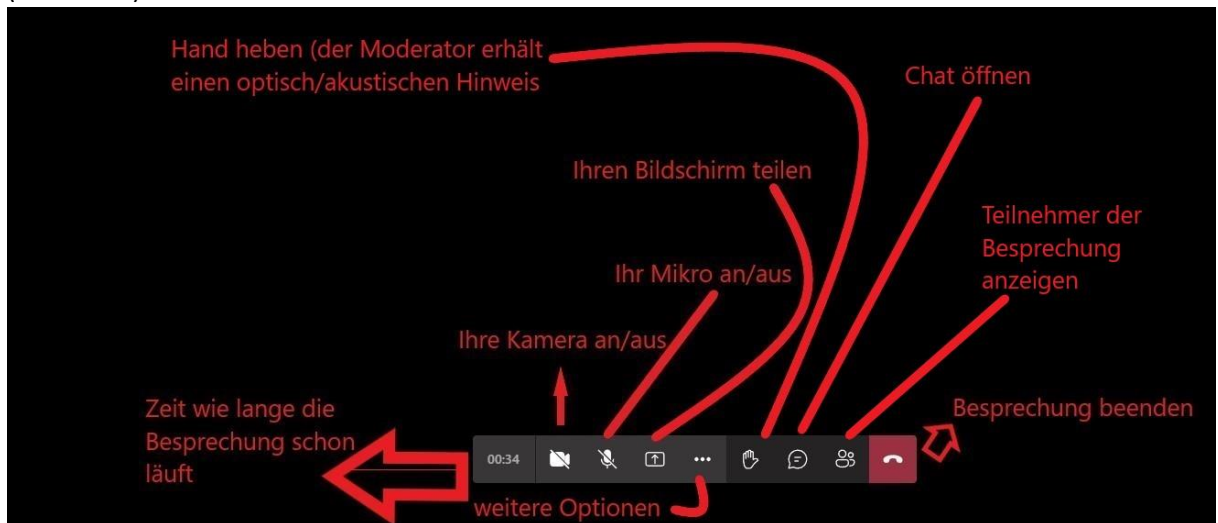 Hand heben (der Moderator erhält
einen optisch/akustischen Hinweis
Chat öffnen
Ihren Bildschirm teilen
Teilnehmer der
Besprechung
anzeigen
Ihr Mikro an/aus
Ihre Kamera an/aus
Zeit wie lange die
Besprechung schon
läuft
Besprechung beenden
00:34
weitere Optionen